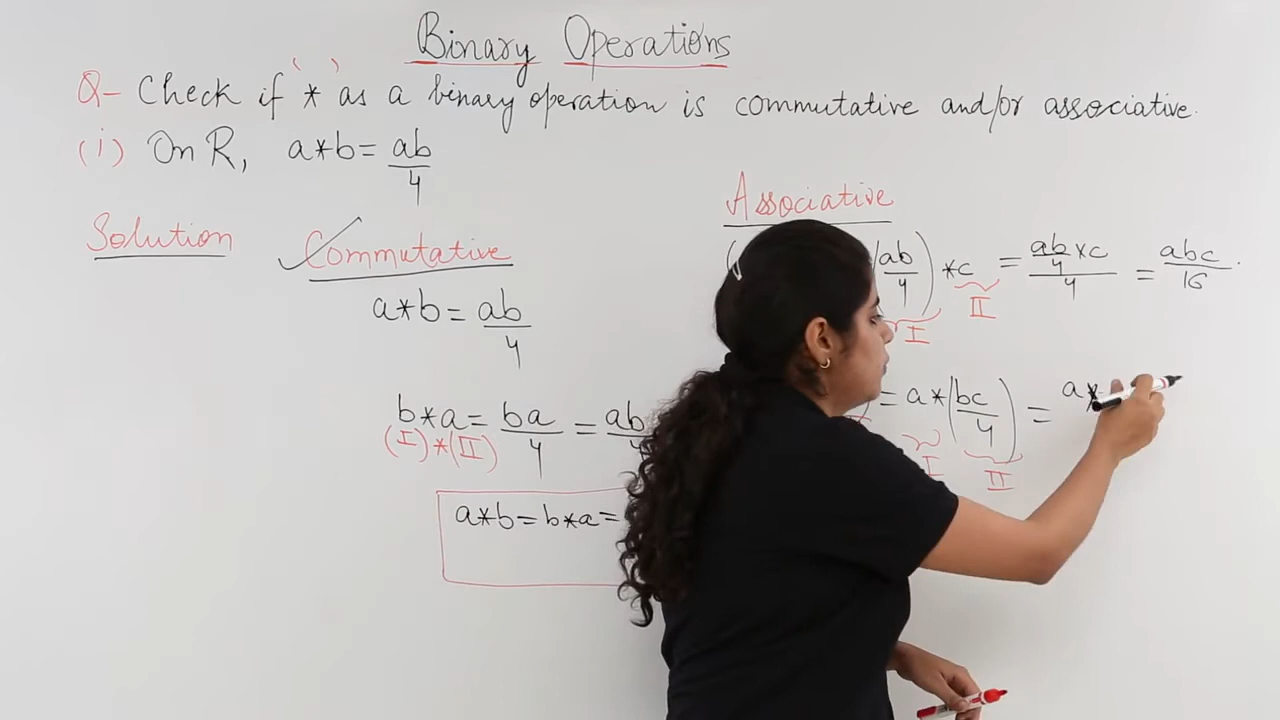 Binary Operations
Q- Check if '*' as a binary operation is commutative and/or associative.
(i) On R, a*b = ab/4
Solution
Commutative
a*b = ab/4
b*a = ba/4 = ab
(I)*(II)
a*b = b*a =
Associative
( ab/4) *c = (ab/4 × c)/4 = abc/16 .
I II
= a*(bc/4) = a*
I II